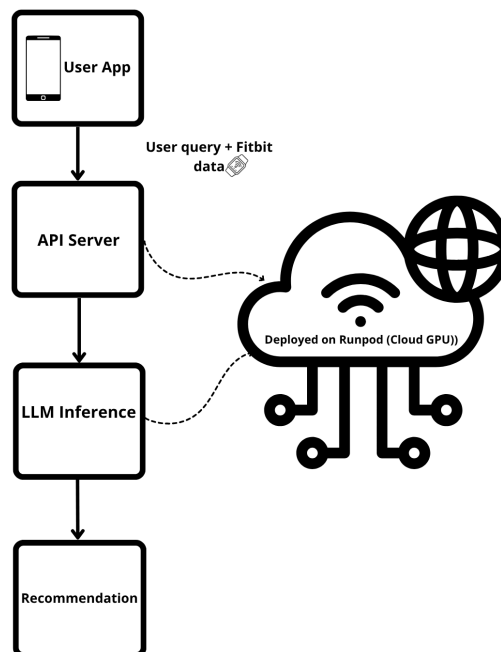 User App
User query + Fitbit
data
API Server
Deployed on Runpod (Cloud GPU))
LLM Inference
Recommendation